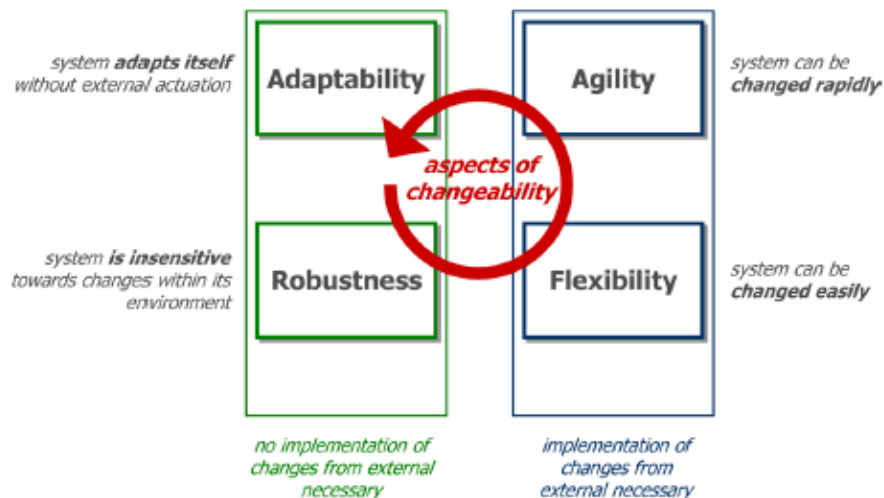 system adapts itself
without external actuation
Adaptability
Agility
system can be
changed rapidly
aspects of
changeability
system is insensitive
towards changes within its
environment
Robustness
Flexibility
system can be
changed easily
no implementation of
changes from external
necessary
implementation of
changes from
external necessary